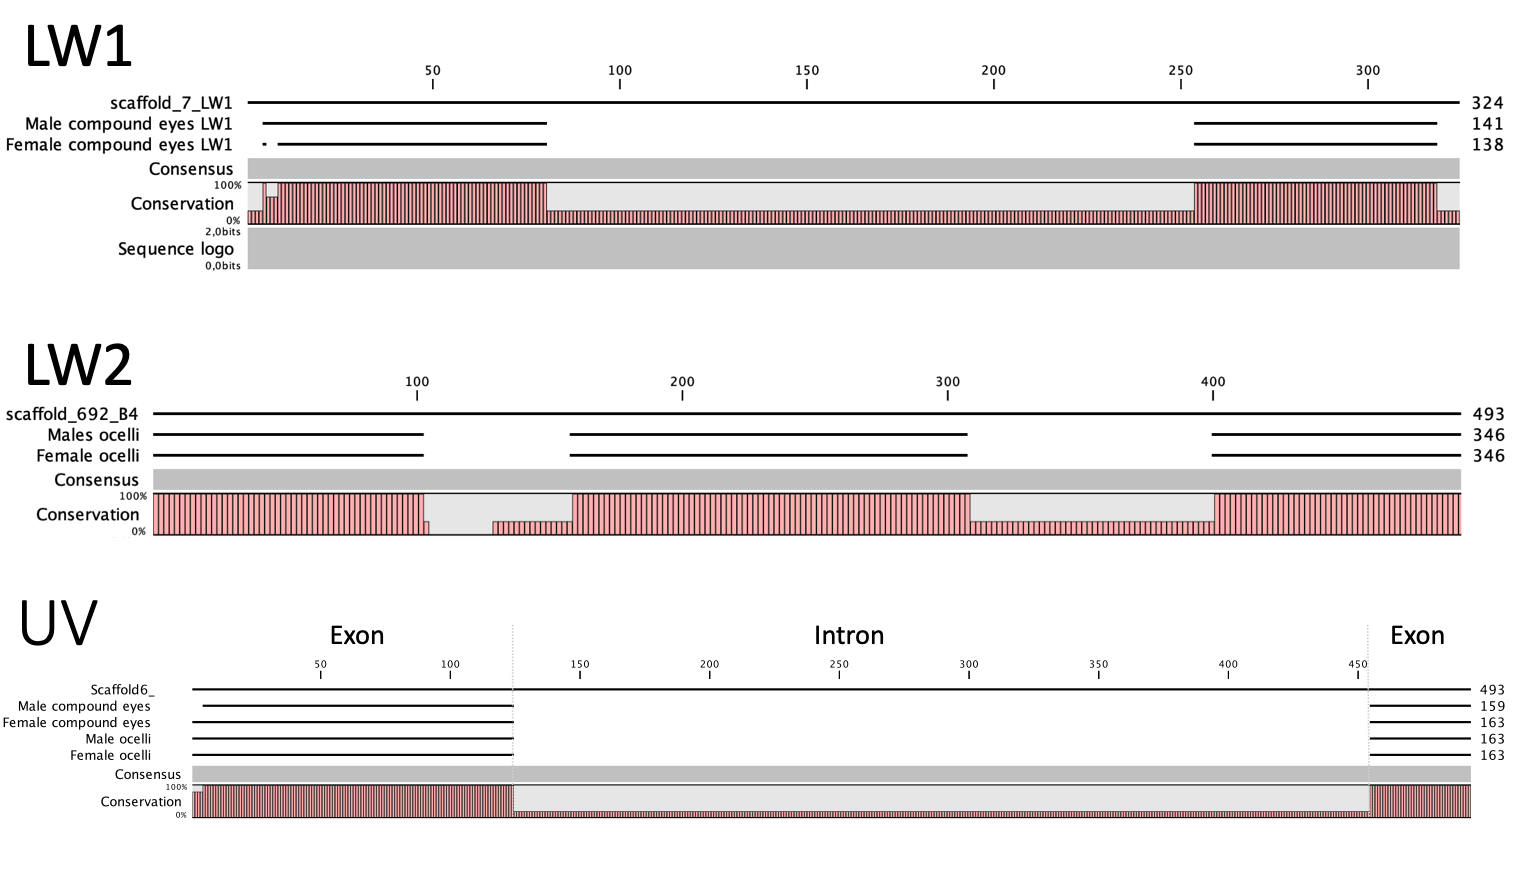 LW1
50 100 150 200 250 300
scaffold_7_LW1 324
Male compound eyes LW1 141
Female compound eyes LW1 138
Consensus
100%
Conservation
0%
2,0bits
Sequence logo
0,0bits
LW2
100 200 300 400
scaffold_692_B4 493
Males ocelli 346
Female ocelli 346
Consensus
100%
Conservation
0%
UV
Exon Intron Exon
50 100 150 200 250 300 350 400 450
Scaffold6_ 493
Male compound eyes 159
Female compound eyes 163
Male ocelli 163
Female ocelli 163
Consensus
100%
Conservation
0%